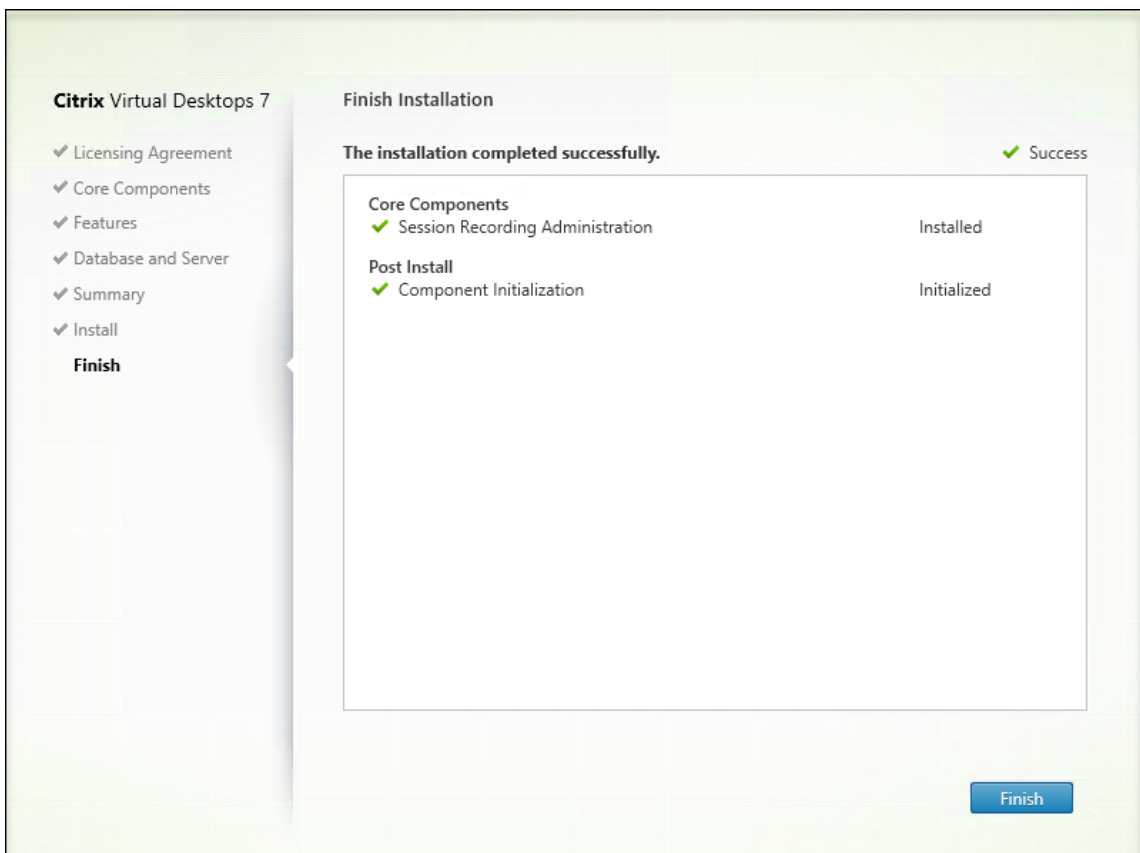 Citrix Virtual Desktops 7
Licensing Agreement
Core Components
Features
Database and Server
Summary
Install
Finish
Finish Installation
The installation completed successfully.
Success
Core Components
Session Recording Administration Installed
Post Install
Component Initialization Initialized
Finish